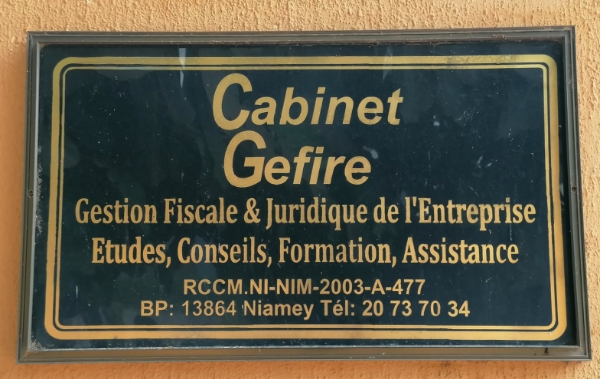 Cabinet
Gefire
Gestion Fiscale & Juridique de l'Entreprise
Etudes, Conseils, Formation, Assistance
RCCM.NI-NIM-2003-A-477
BP: 13864 Niamey Tél: 20 73 70 34